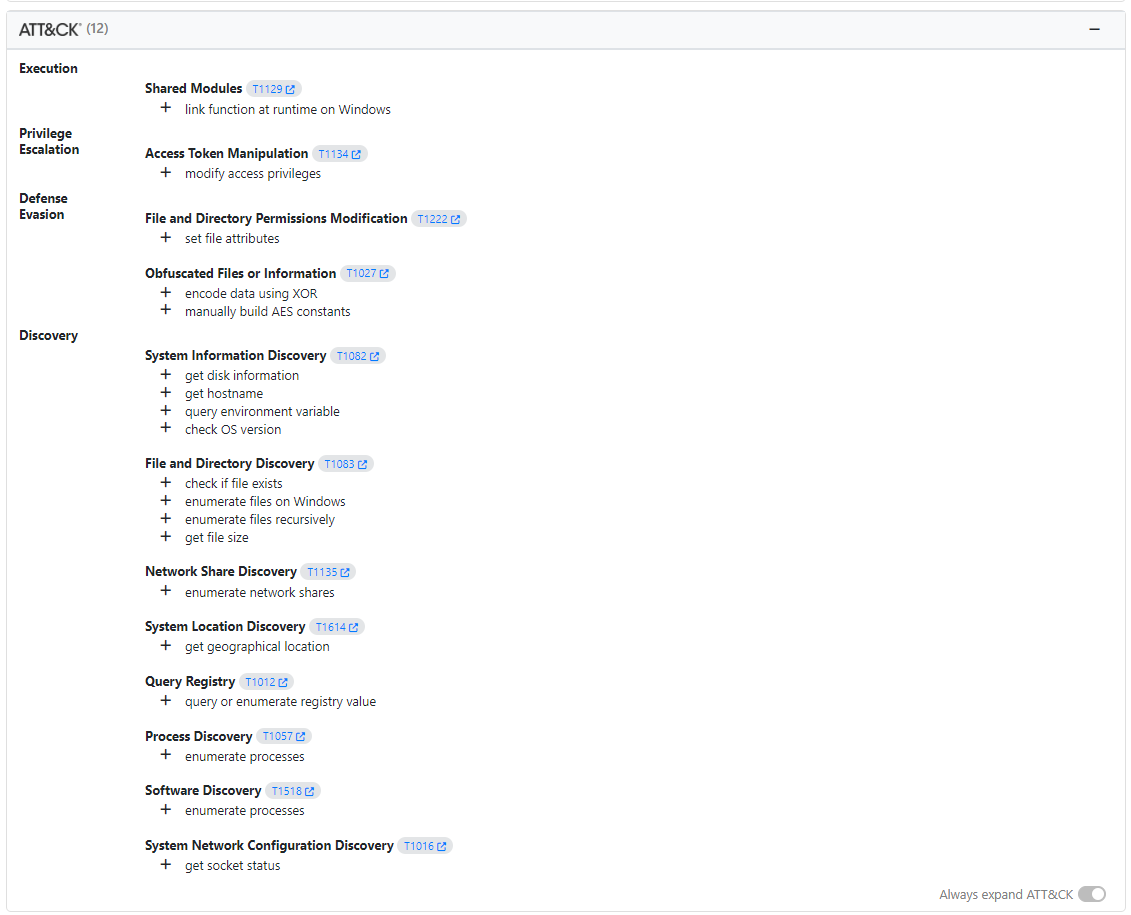 ATT&CK® (12)
Execution
Shared Modules T1129
+ link function at runtime on Windows
Privilege
Escalation
Access Token Manipulation T1134
+ modify access privileges
Defense
Evasion
File and Directory Permissions Modification T1222
+ set file attributes
Obfuscated Files or Information T1027
+ encode data using XOR
+ manually build AES constants
Discovery
System Information Discovery T1082
+ get disk information
+ get hostname
+ query environment variable
+ check OS version
File and Directory Discovery T1083
+ check if file exists
+ enumerate files on Windows
+ enumerate files recursively
+ get file size
Network Share Discovery T1135
+ enumerate network shares
System Location Discovery T1614
+ get geographical location
Query Registry T1012
+ query or enumerate registry value
Process Discovery T1057
+ enumerate processes
Software Discovery T1518
+ enumerate processes
System Network Configuration Discovery T1016
+ get socket status
Always expand ATT&CK